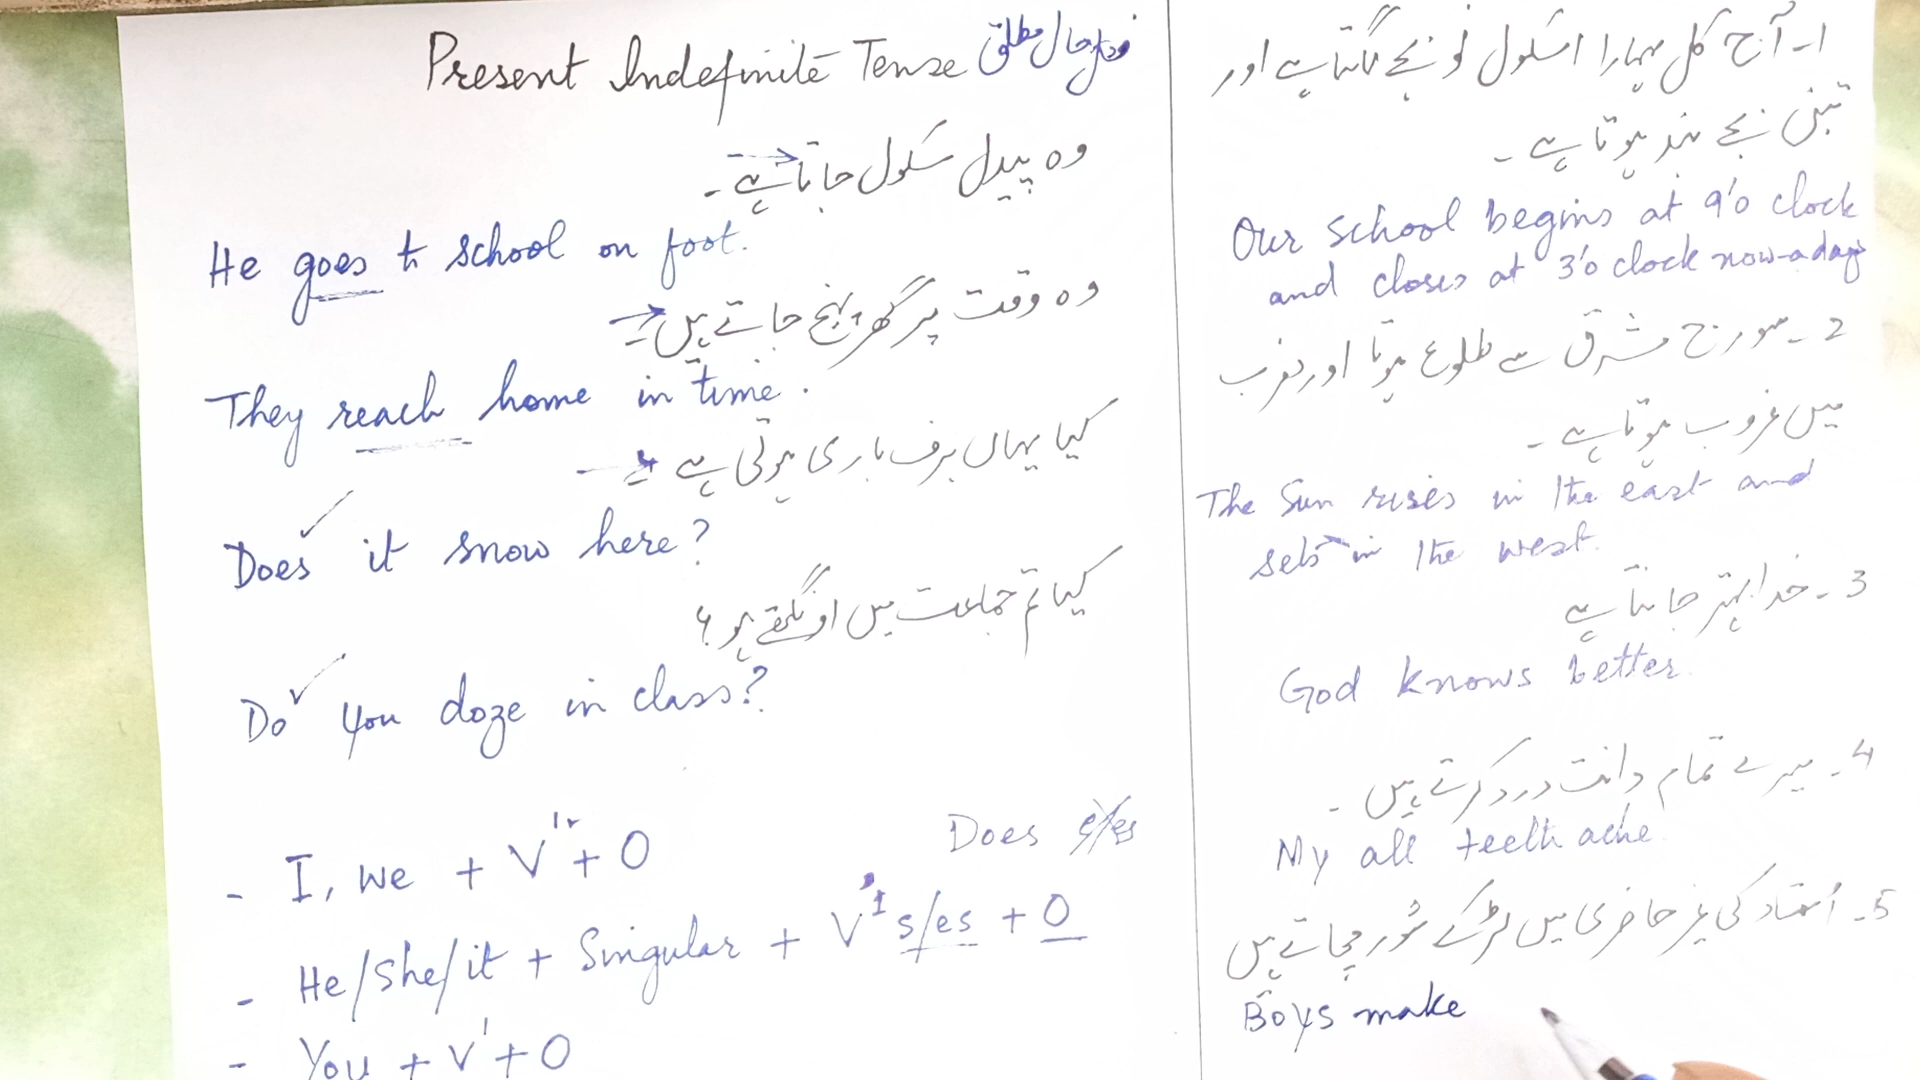 Present Indefinite Tense فعل حال مطلق
وہ پیدل سکول جاتا ہے۔
He goes to school on foot.
وہ وقت پر گھر پہنچ جاتے ہیں۔
They reach home in time.
کیا یہاں برف باری ہوتی ہے؟
Does it snow here?
کیا تم جماعت میں اونگھتے ہو؟
Do you doze in class?
Does s/es
- I, we + V 1 + O
- He/She/it + Singular + V 1 s/es + O
- You + V 1 + O
1۔ آج کل ہمارا اسکول نو بجے لگتا ہے اور
تین بجے بند ہوتا ہے۔
Our school begins at 9'o clock
and closes at 3'o clock now-a days
2۔ سورج مشرق سے طلوع ہوتا اور مغرب
میں غروب ہوتا ہے۔
The Sun rises in the east and
sets in the west.
3۔ خدا بہتر جانتا ہے
God knows better
4۔ میرے تمام دانت درد کرتے ہیں۔
My all teeth ache
5۔ استاد کی غیر حاضری میں لڑکے شور مچاتے ہیں
Boys make